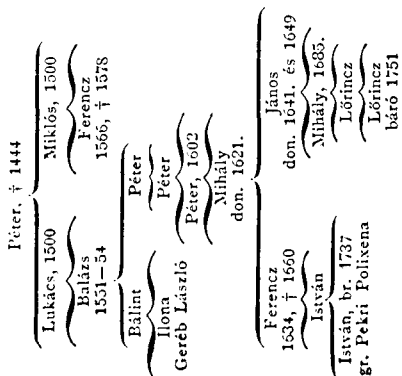 Péter, † 1444
Lukács, 1500
Miklós, 1500
Balázs
1551—54
Ferencz
1566, † 1578
Bálint
Péter
Ilona
Geréb László
Péter
Péter, 1602
Mihály
don. 1621.
Ferencz
1634, † 1660
János
don. 1641. és 1649
István
Mihály, 1685.
István, br. 1737
gr. Pekri Polixena
Lőrincz
Lőrincz
báró 1751